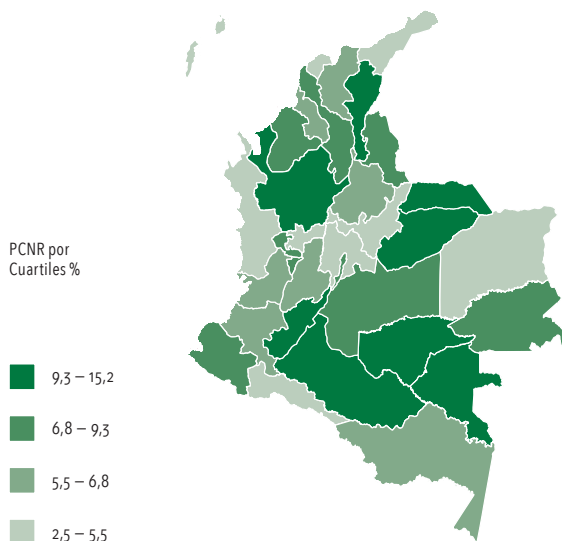 PCNR por
Cuartiles %
9,3 – 15,2
6,8 – 9,3
5,5 – 6,8
2,5 – 5,5